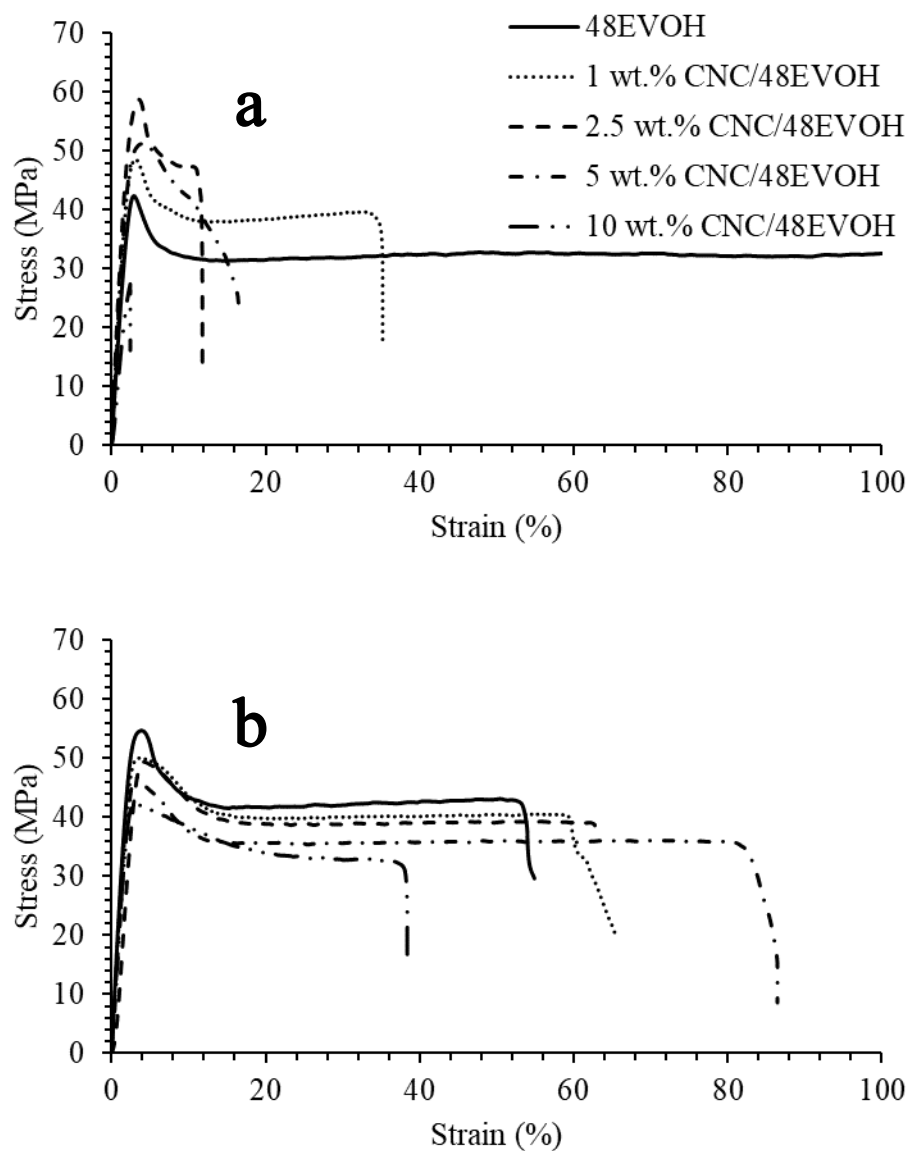 70
60
50
40
30
20
10
0
Stress (MPa)
a
48EVOH
1 wt.% CNC/48EVOH
2.5 wt.% CNC/48EVOH
5 wt.% CNC/48EVOH
10 wt.% CNC/48EVOH
0 20 40 60 80 100
Strain (%)
70
60
50
40
30
20
10
0
Stress (MPa)
b
0 20 40 60 80 100
Strain (%)